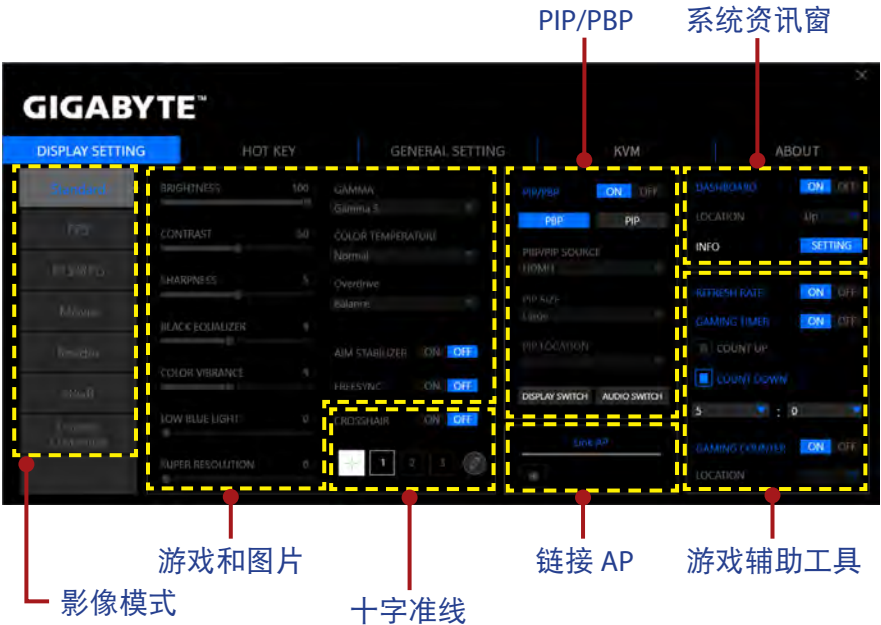 PIP/PBP
系统资讯窗
GIGABYTE™
DISPLAY SETTING
HOT KEY
GENERAL SETTING
KVM
ABOUT
Standard
FPS
RTS/RPG
Movie
Reader
sRGB
BRIGHTNESS 100
CONTRAST 50
SHARPNESS 5
BLACK EQUALIZER
COLOR VIBRANCE
LOW BLUE LIGHT 0
SUPER RESOLUTION 0
GAMMA
Gamma 3
COLOR TEMPERATURE
Normal
Overdrive
Balance
AIM STABILIZER ON OFF
FREESYNC ON OFF
CROSSHAIR ON OFF
1 2 3
PIP/PBP ON OFF
PBP PIP
PBP/PIP SOURCE
HDMI1
PIP SIZE
Large
PIP LOCATION
DISPLAY SWITCH AUDIO SWITCH
Link AP
DASHBOARD ON OFF
LOCATION Up
INFO SETTING
REFRESH RATE ON OFF
GAMING TIMER ON OFF
COUNT UP
COUNT DOWN
5 : 0
GAMING COUNTER ON OFF
LOCATION
游戏和图片
链接 AP
游戏辅助工具
影像模式
十字准线